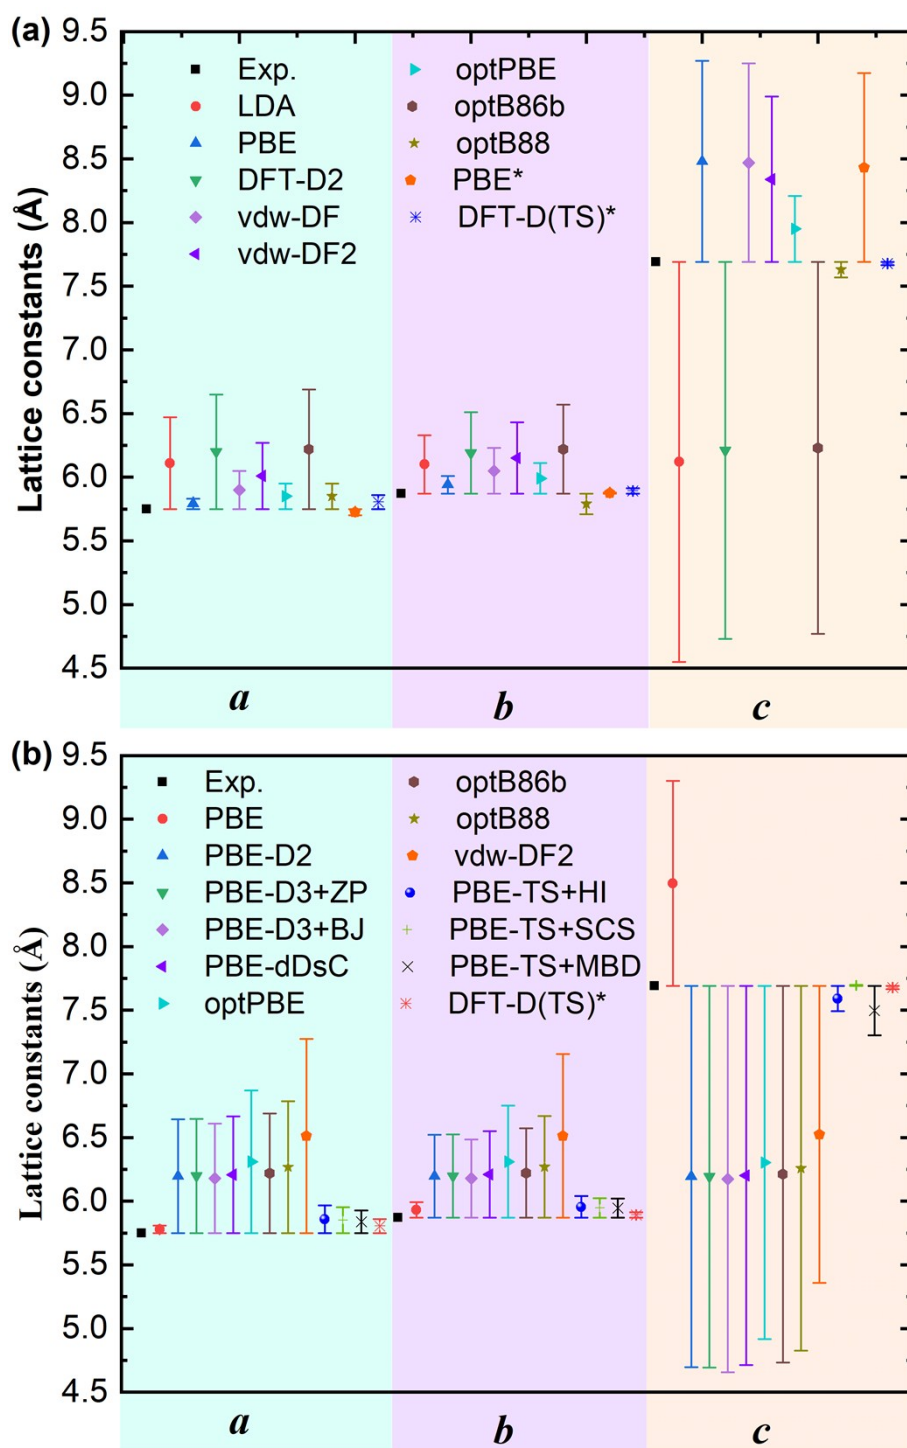 (a)
Lattice constants (Å)
9.5
9.0
8.5
8.0
7.5
7.0
6.5
6.0
5.5
5.0
4.5
Exp.
LDA
PBE
DFT-D2
vdw-DF
vdw-DF2
optPBE
optB86b
optB88
PBE*
DFT-D(TS)*
a
b
c
(b)
Lattice constants (Å)
9.5
9.0
8.5
8.0
7.5
7.0
6.5
6.0
5.5
5.0
4.5
Exp.
PBE
PBE-D2
PBE-D3+ZP
PBE-D3+BJ
PBE-dDsC
optPBE
optB86b
optB88
vdw-DF2
PBE-TS+HI
PBE-TS+SCS
PBE-TS+MBD
DFT-D(TS)*
a
b
c